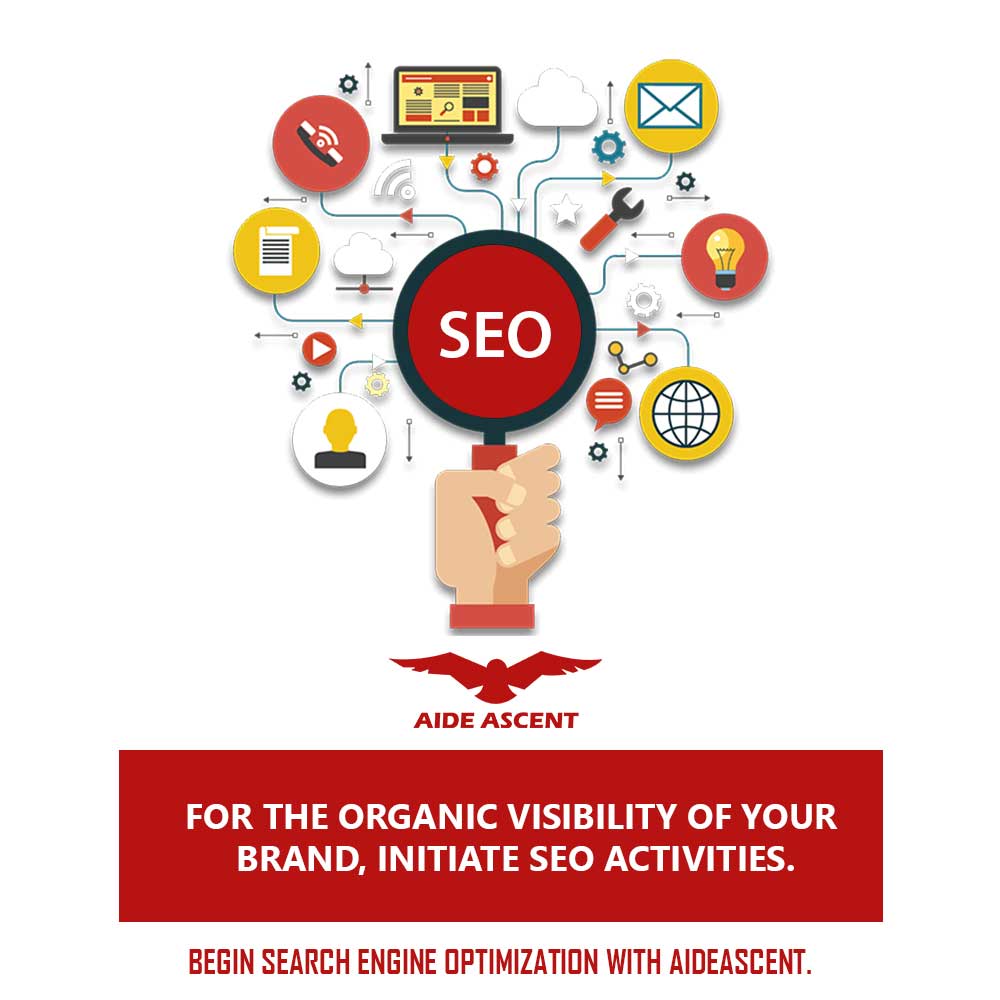 SEO
AIDE ASCENT
FOR THE ORGANIC VISIBILITY OF YOUR
BRAND, INITIATE SEO ACTIVITIES.
BEGIN SEARCH ENGINE OPTIMIZATION WITH AIDEASCENT.